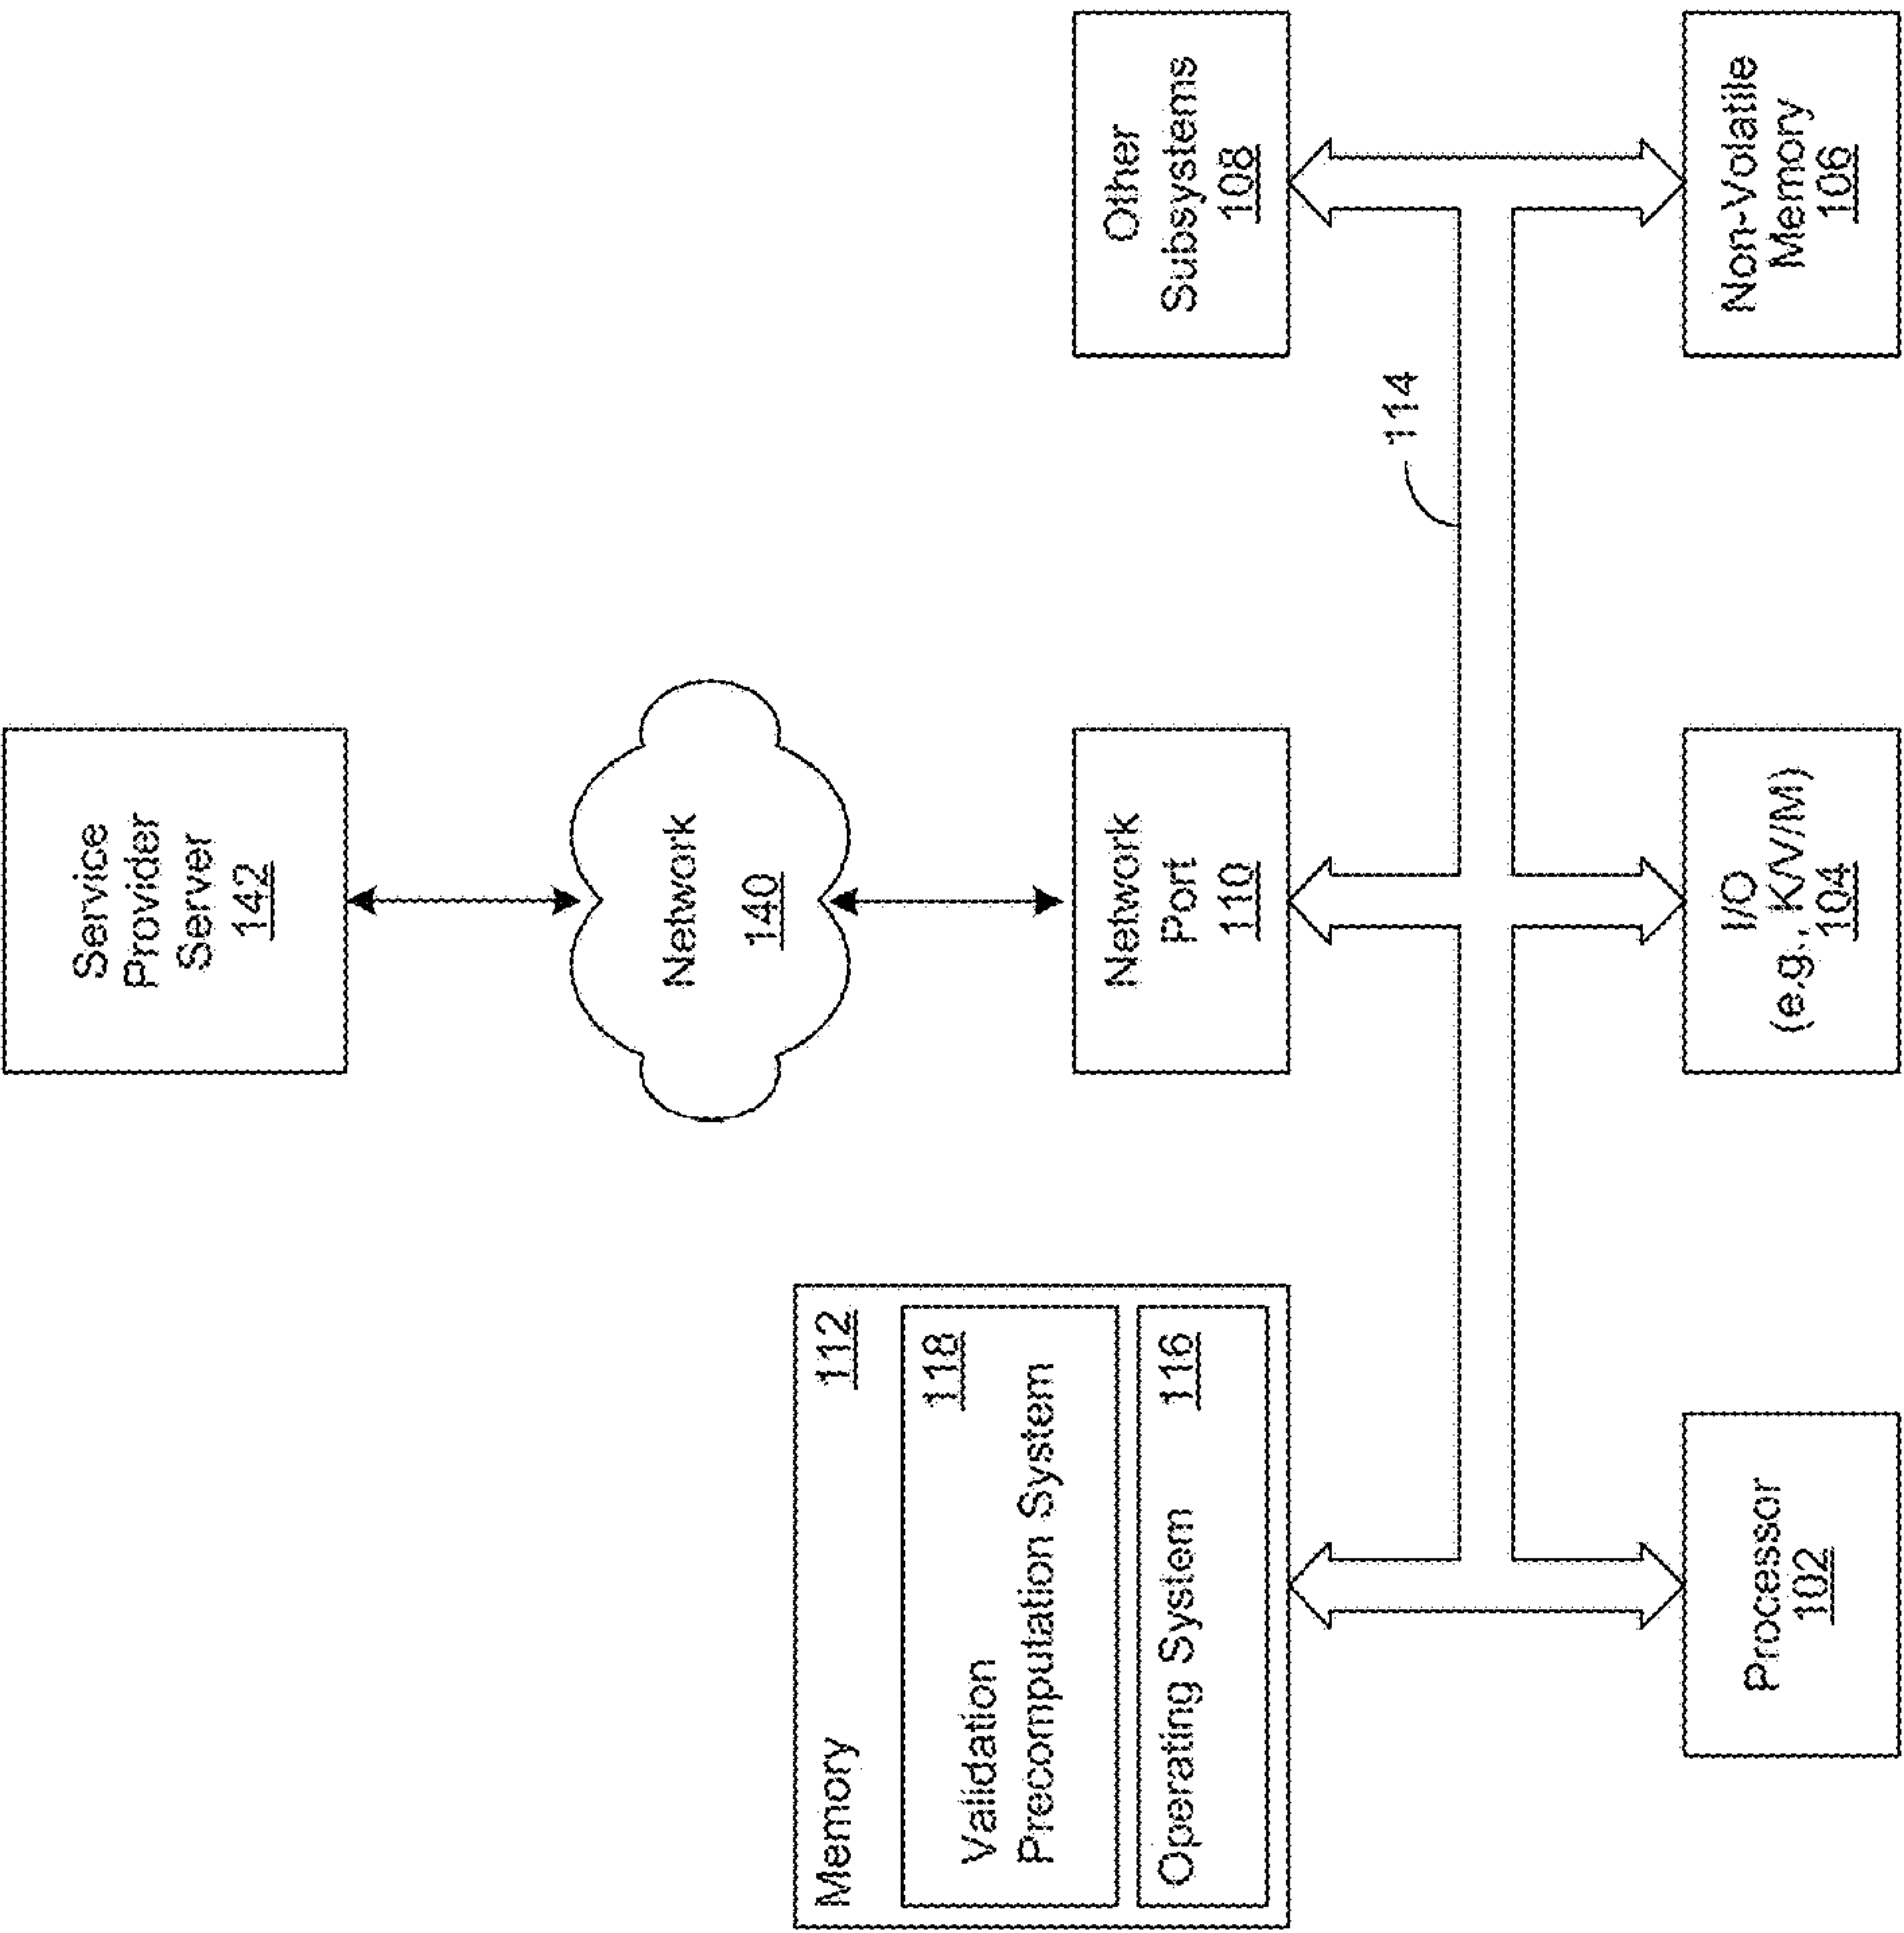 Service
Provider
Server
142
Network
140
Memory
112
Validation
118
Precomputation System
Operating System
116
Network
Port
110
Other
Subsystems
108
114
Processor
102
I/O
(e.g., K/V/M)
104
Non-Volatile
Memory
106